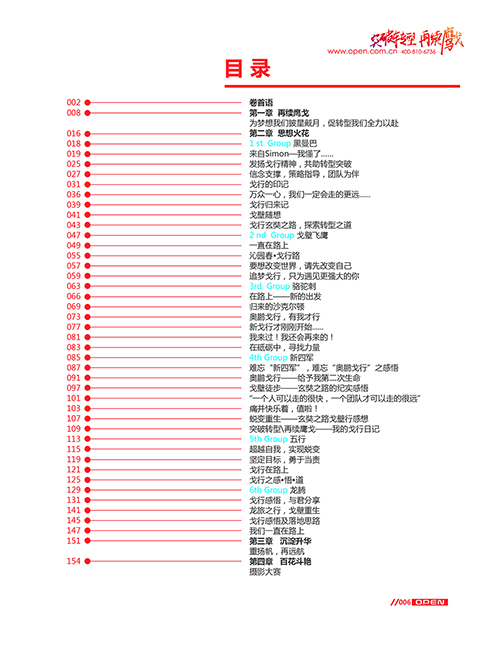 突破转型 再续鹰戈
www.open.com.cn 400-810-6736
目录
002 卷首语
008 第一章 再续鹰戈
为梦想我们披星戴月，促转型我们全力以赴
016 第二章 思想火花
018 1 st Group 黑曼巴
019 来自Simon—我懂了......
025 发扬戈行精神，共助转型突破
027 信念支撑，策略指导，团队为伴
031 戈行的印记
036 万众一心，我们一定会走的更远.....
039 戈行归来记
041 戈壁随想
043 戈行玄奘之路，探索转型之道
047 2 nd Group 戈壁飞鹰
049 一直在路上
055 沁园春•戈行路
057 要想改变世界，请先改变自己
059 追梦戈行，只为遇见更强大的你
063 3rd Group 骆驼刺
066 在路上——新的出发
069 归来的沙克尔顿
073 奥鹏戈行，有我才行
077 新戈行才刚刚开始.....
081 我来过！我还会再来的！
083 在砥砺中，寻找力量
085 4th Group 新四军
087 难忘“新四军”，难忘“奥鹏戈行”之感悟
091 奥鹏戈行——给予我第二次生命
097 戈壁徒步——玄奘之路的纪实感悟
101 “一个人可以走的很快，一个团队才可以走的很远”
103 痛并快乐着，值啦！
107 蜕变重生——玄奘之路戈壁行感想
109 突破转型\再续鹰戈——我的戈行日记
113 5th Group 五行
115 超越自我，实现蜕变
119 坚定目标，勇于当责
121 戈行在路上
125 戈行之感•悟•道
129 6th Group 龙腾
131 戈行感悟，与君分享
141 龙旅之行，戈壁重生
145 戈行感悟及落地思路
147 我们一直在路上
151 第三章 沉淀升华
重扬帆，再远航
154 第四章 百花斗艳
摄影大赛
//006 OPEN